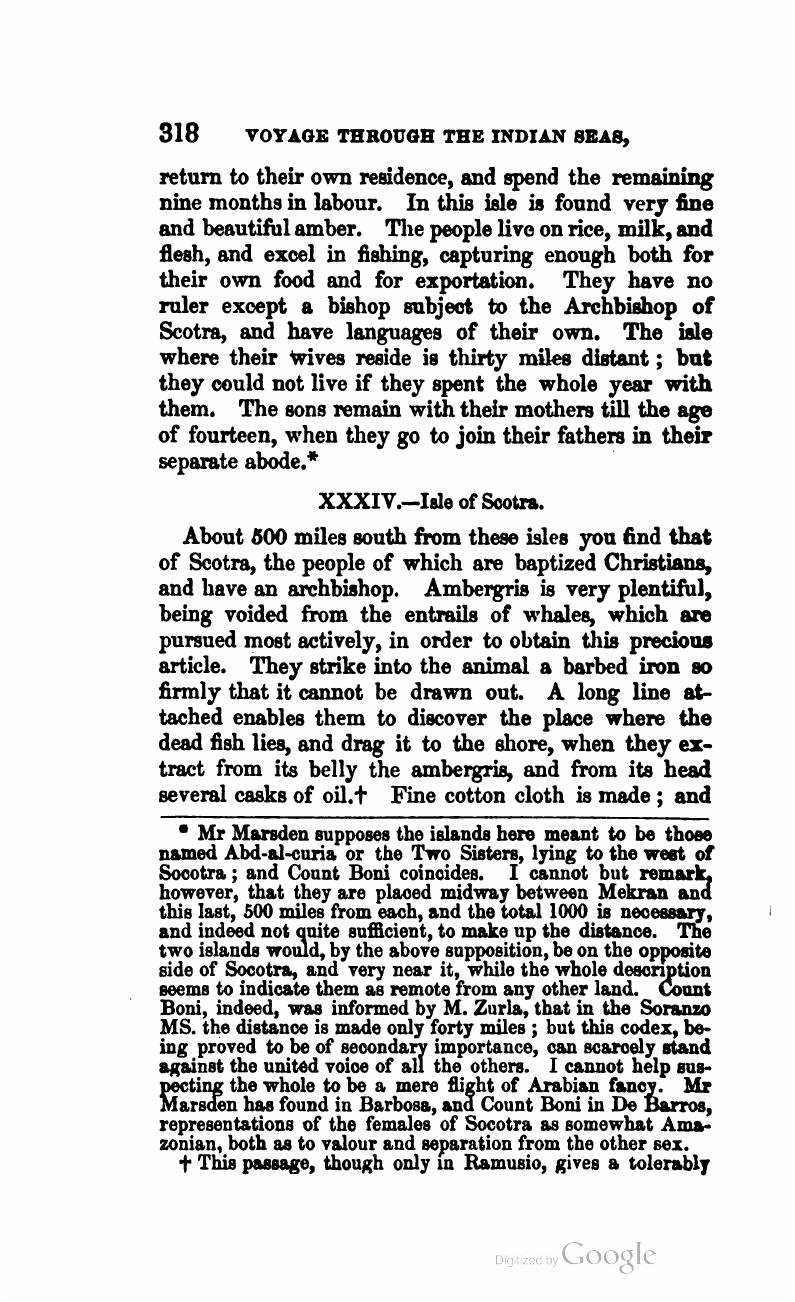 318 VOYAGE THROUGH THE INDIAN SEAS,
return to their own residence, and spend the remaining
nine months in labour. In this isle is found very fine
and beautiful amber. The people live on rice, milk, and
flesh, and excel in fishing, capturing enough both for
their own food and for exportation. They have no
ruler except a bishop subject to the Archbishop of
Scotra, and have languages of their own. The isle
where their wives reside is thirty miles distant ; but
they could not live if they spent the whole year with
them. The sons remain with their mothers till the age
of fourteen, when they go to join their fathers in their
separate abode.*
XXXIV.—Isle of Scotra.
About 500 miles south from these isles you find that
of Scotra, the people of which are baptized Christians,
and have an archbishop. Ambergris is very plentiful,
being voided from the entrails of whales, which are
pursued most actively, in order to obtain this precious
article. They strike into the animal a barbed iron so
firmly that it cannot be drawn out. A long line at-
tached enables them to discover the place where the
dead fish lies, and drag it to the shore, when they ex-
tract from its belly the ambergris, and from its head
several casks of oil.† Fine cotton cloth is made ; and
* Mr Marsden supposes the islands here meant to be those
named Abd-al-curia or the Two Sisters, lying to the west of
Socotra ; and Count Boni coincides. I cannot but remark,
however, that they are placed midway between Mekran and
this last, 500 miles from each, and the total 1000 is necessary,
and indeed not quite sufficient, to make up the distance. The
two islands would, by the above supposition, be on the opposite
side of Socotra, and very near it, while the whole description
seems to indicate them as remote from any other land. Count
Boni, indeed, was informed by M. Zurla, that in the Soranzo
MS. the distance is made only forty miles ; but this codex, be-
ing proved to be of secondary importance, can scarcely stand
against the united voice of all the others. I cannot help sus-
pecting the whole to be a mere flight of Arabian fancy. Mr
Marsden has found in Barbosa, and Count Boni in De Barros,
representations of the females of Socotra as somewhat Ama-
zonian, both as to valour and separation from the other sex.
† This passage, though only in Ramusio, gives a tolerably
Digitized by Google